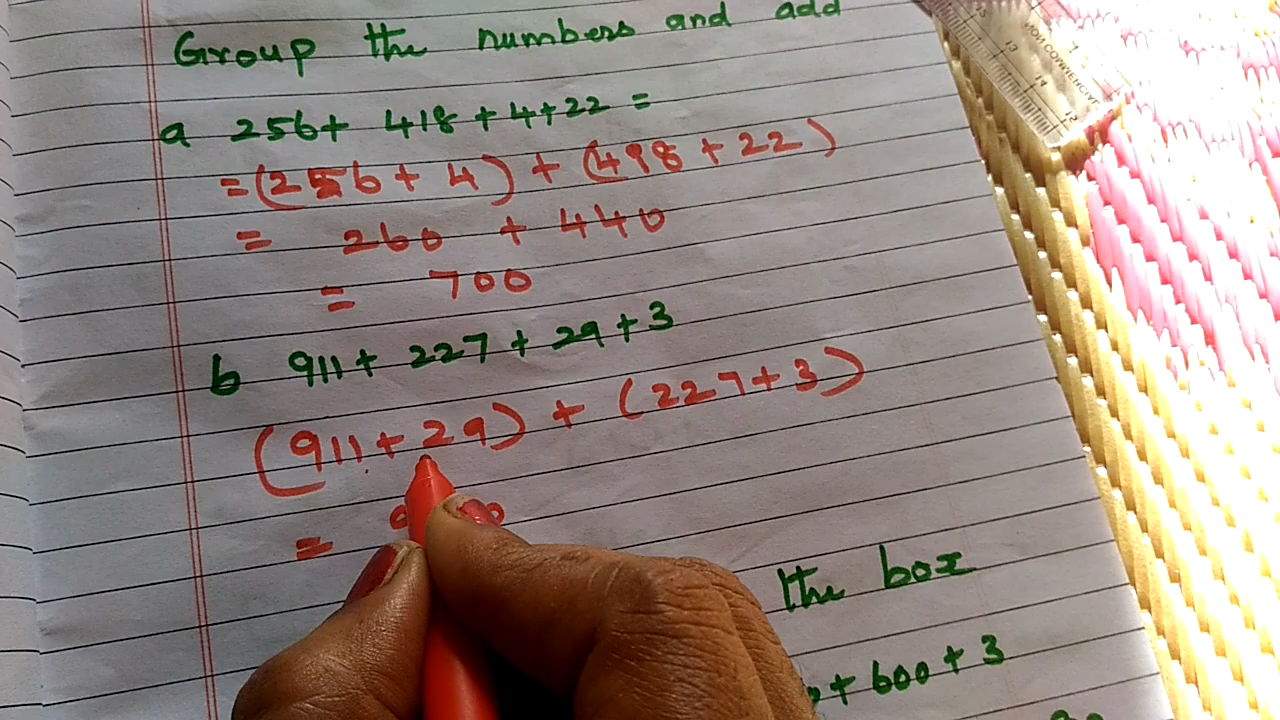 Group the numbers and add
a 256 + 418 + 4 + 22 =
= (256 + 4) + (498 + 22)
= 260 + 440
= 700
b 911 + 227 + 29 + 3
(911 + 29) + (227 + 3)
=
the box
+ 600 + 3